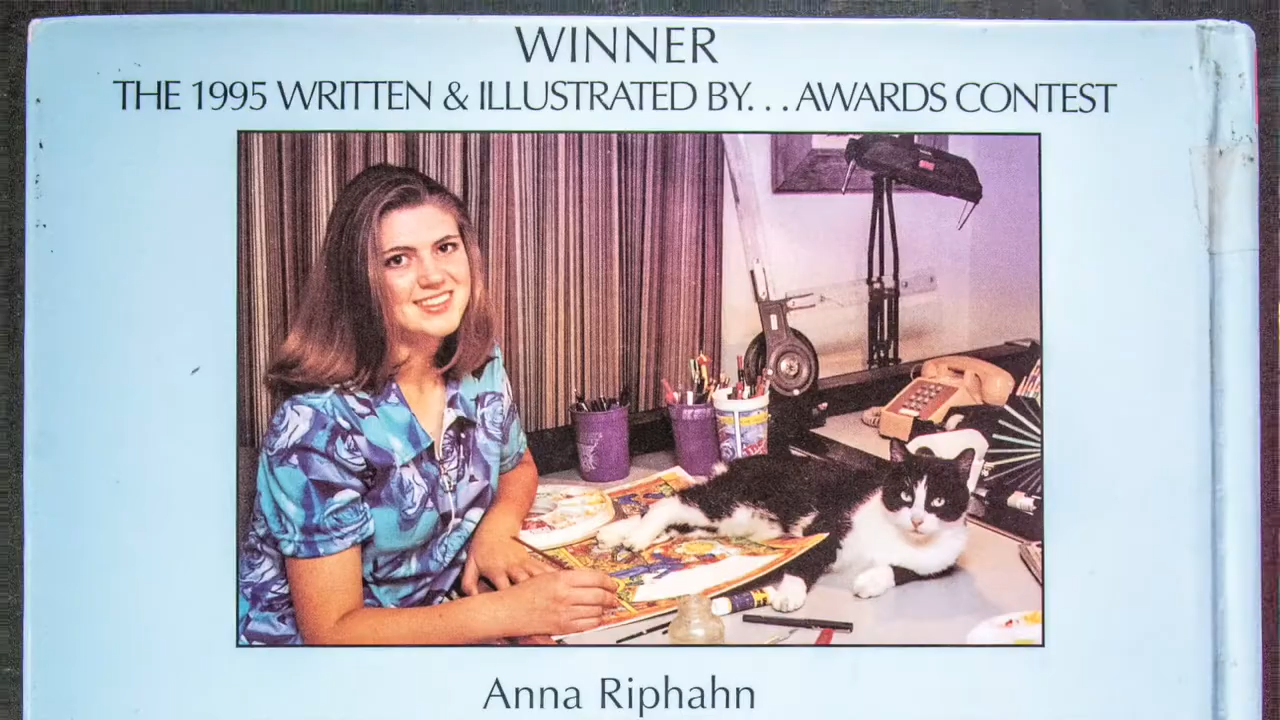 WINNER
THE 1995 WRITTEN & ILLUSTRATED BY. . . AWARDS CONTEST
Anna Riphahn